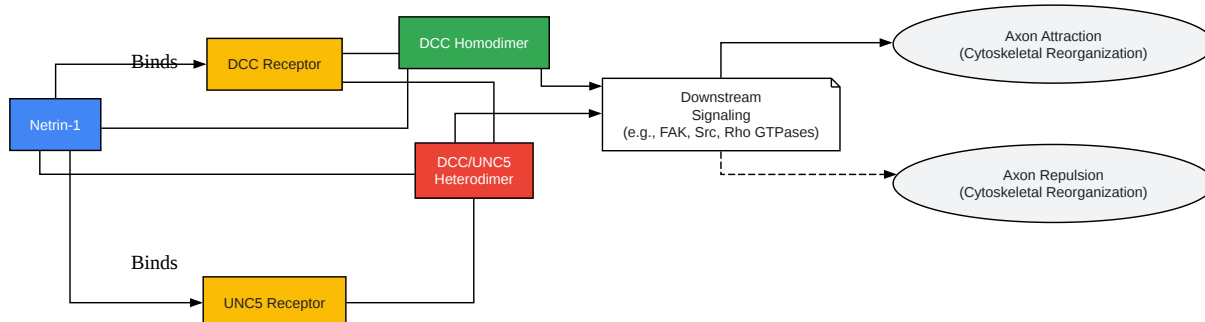 Binds
DCC Receptor
DCC Homodimer
Netrin-1
DCC/UNC5
Heterodimer
Binds
UNC5 Receptor
Downstream
Signaling
(e.g., FAK, Src, Rho GTPases)
Axon Attraction
(Cytoskeletal Reorganization)
Axon Repulsion
(Cytoskeletal Reorganization)